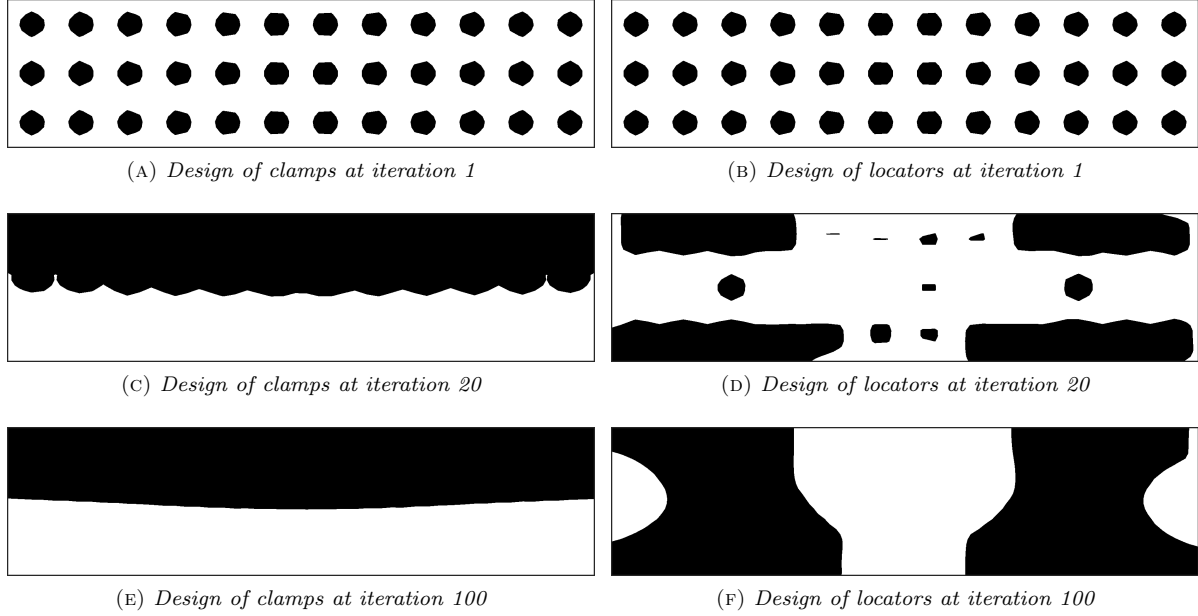 (A) Design of clamps at iteration 1
(B) Design of locators at iteration 1
(C) Design of clamps at iteration 20
(D) Design of locators at iteration 20
(E) Design of clamps at iteration 100
(F) Design of locators at iteration 100